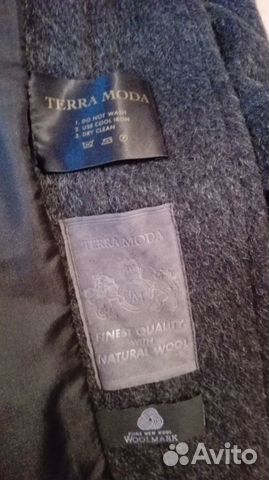 TERRA MODA
1. DO NOT WASH
2. USE COOL IRON
3. DRY CLEAN
TERRA MODA
M
FINEST QUALITY
WITH
NATURAL WOOL
PURE NEW WOOL
WOOLMARK
Avito